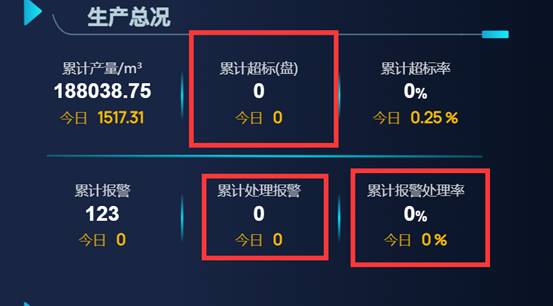 生产总况
累计产量/m³ 累计超标(盘) 累计超标率
188038.75 0 0%
今日 1517.31 今日 0 今日 0.25%
累计报警 累计处理报警 累计报警处理率
123 0 0%
今日 0 今日 0 今日 0%